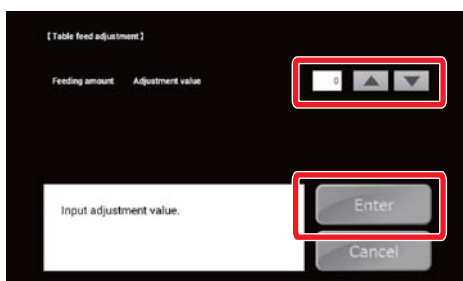 【Table feed adjustment】
Feeding amount Adjustment value 0
Input adjustment value.
Enter
Cancel